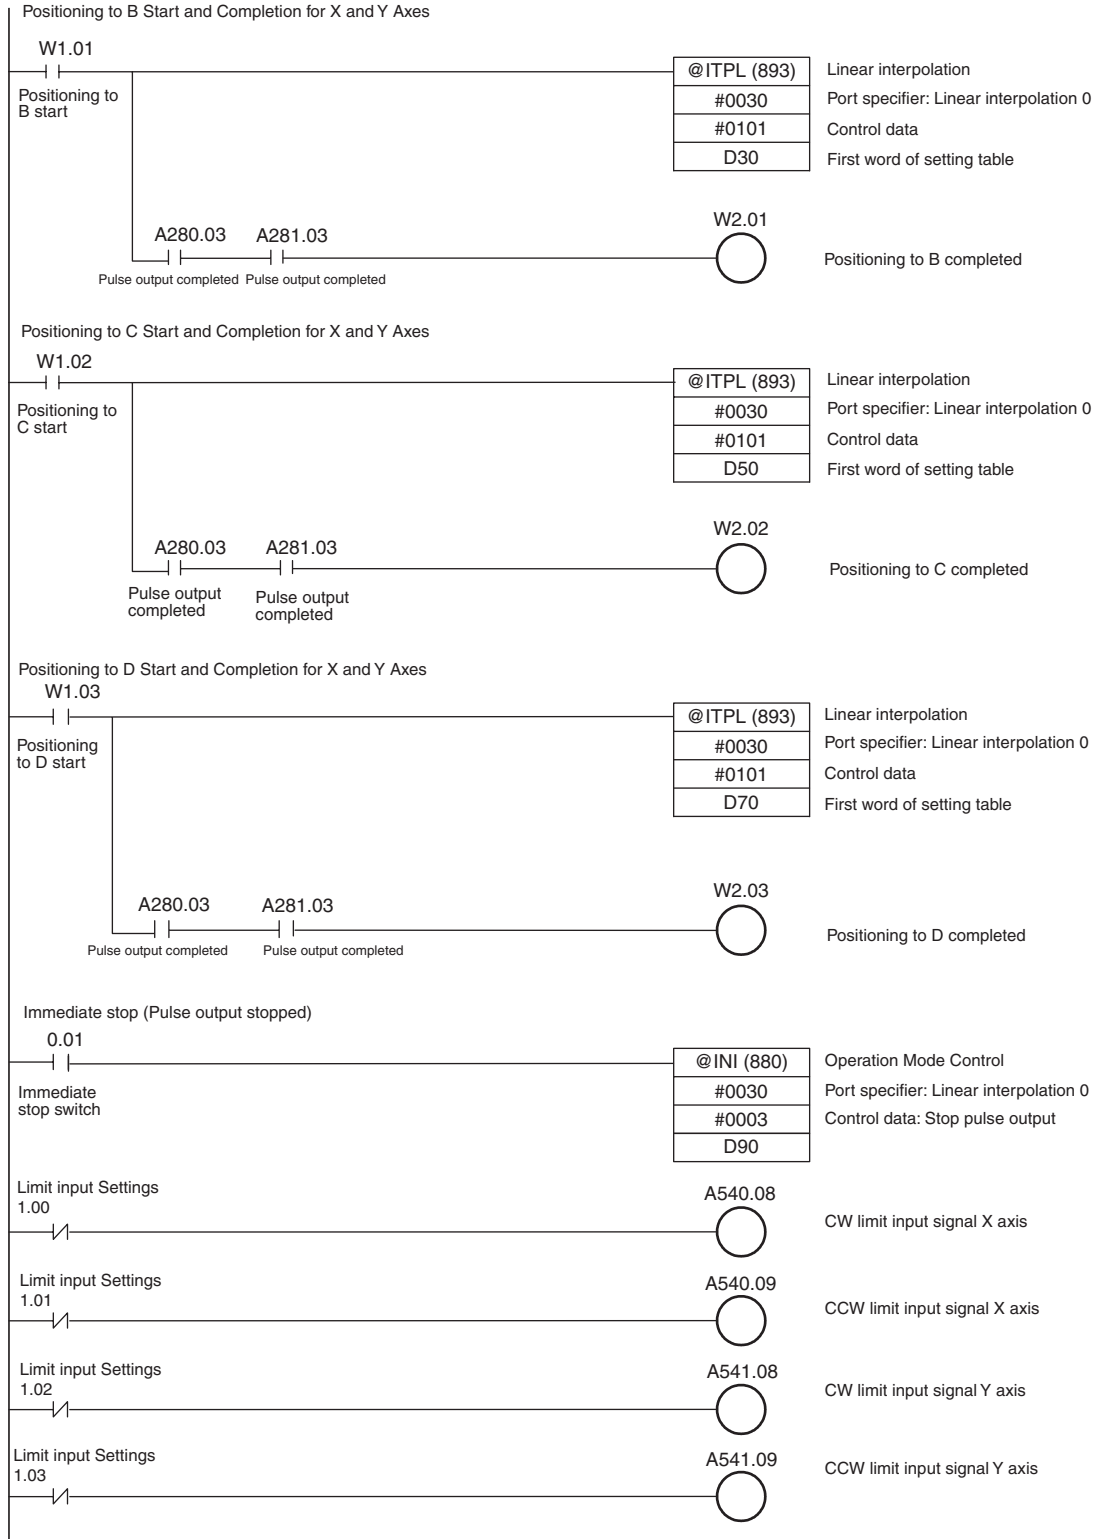 Positioning to B Start and Completion for X and Y Axes
W1.01
Positioning to
B start
@ITPL (893)
Linear interpolation
#0030
Port specifier: Linear interpolation 0
#0101
Control data
D30
First word of setting table
A280.03
A281.03
W2.01
Pulse output completed
Pulse output completed
Positioning to B completed
Positioning to C Start and Completion for X and Y Axes
W1.02
Positioning to
C start
@ITPL (893)
Linear interpolation
#0030
Port specifier: Linear interpolation 0
#0101
Control data
D50
First word of setting table
A280.03
A281.03
W2.02
Pulse output
completed
Pulse output
completed
Positioning to C completed
Positioning to D Start and Completion for X and Y Axes
W1.03
Positioning
to D start
@ITPL (893)
Linear interpolation
#0030
Port specifier: Linear interpolation 0
#0101
Control data
D70
First word of setting table
A280.03
A281.03
W2.03
Pulse output completed
Pulse output completed
Positioning to D completed
Immediate stop (Pulse output stopped)
0.01
Immediate
stop switch
@INI (880)
Operation Mode Control
#0030
Port specifier: Linear interpolation 0
#0003
Control data: Stop pulse output
D90
Limit input Settings
1.00
A540.08
CW limit input signal X axis
Limit input Settings
1.01
A540.09
CCW limit input signal X axis
Limit input Settings
1.02
A541.08
CW limit input signal Y axis
Limit input Settings
1.03
A541.09
CCW limit input signal Y axis